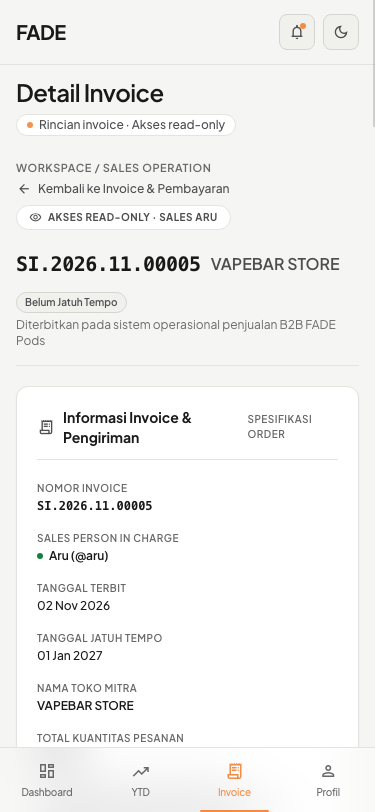 FADE
Detail Invoice
Rincian invoice · Akses read-only
WORKSPACE / SALES OPERATION
Kembali ke Invoice & Pembayaran
AKSES READ-ONLY · SALES ARU
SI.2026.11.00005 VAPEBAR STORE
Belum Jatuh Tempo
Diterbitkan pada sistem operasional penjualan B2B FADE
Pods
Informasi Invoice &
Pengiriman
SPESIFIKASI
ORDER
NOMOR INVOICE
SI.2026.11.00005
SALES PERSON IN CHARGE
Aru (@aru)
TANGGAL TERBIT
02 Nov 2026
TANGGAL JATUH TEMPO
01 Jan 2027
NAMA TOKO MITRA
VAPEBAR STORE
TOTAL KUANTITAS PESANAN
Dashboard YTD Invoice Profil